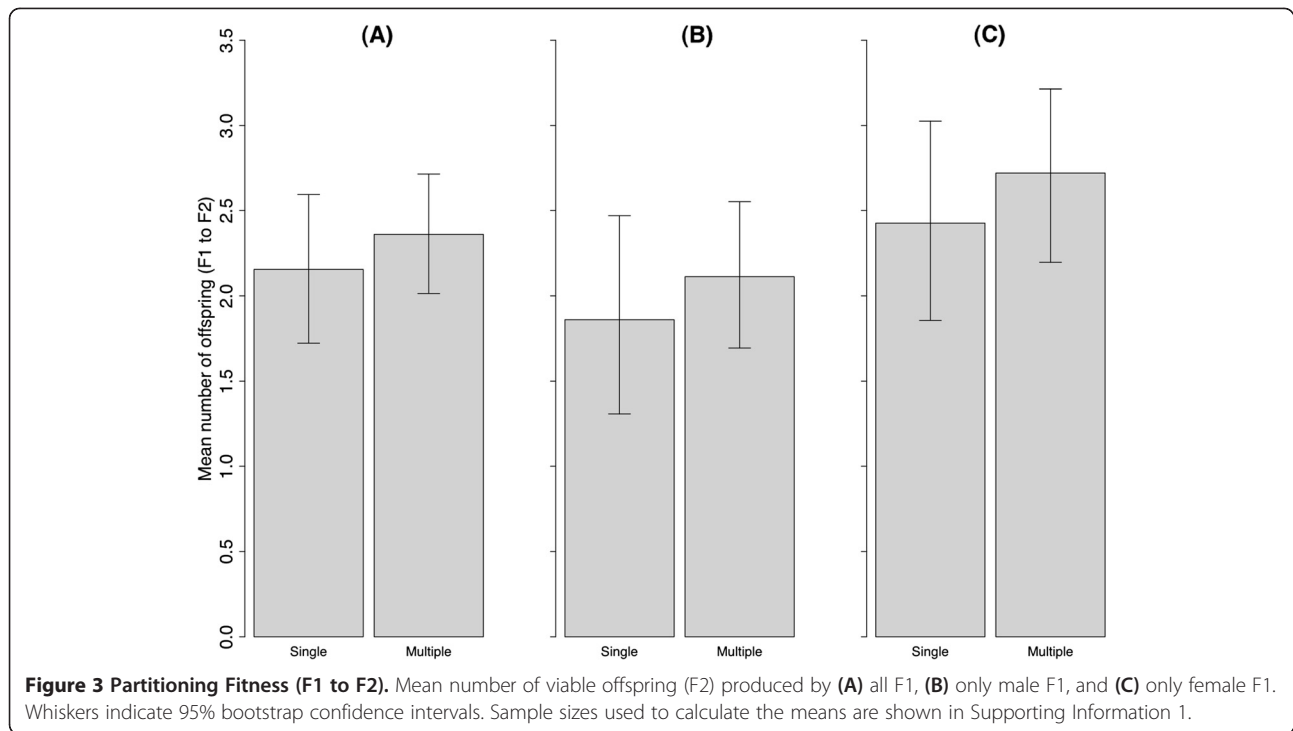 (A) (B) (C)
Mean number of offspring (F1 to F2)
3.5
3.0
2.5
2.0
1.5
1.0
0.5
0.0
Single Multiple Single Multiple Single Multiple
Figure 3 Partitioning Fitness (F1 to F2). Mean number of viable offspring (F2) produced by (A) all F1, (B) only male F1, and (C) only female F1.
Whiskers indicate 95% bootstrap confidence intervals. Sample sizes used to calculate the means are shown in Supporting Information 1.